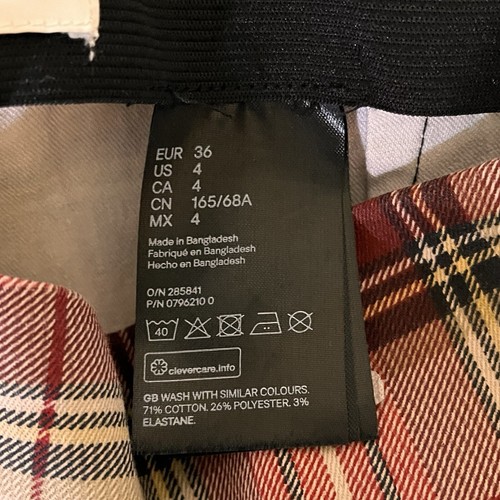 EUR 36
US 4
CA 4
CN 165/68A
MX 4
Made in Bangladesh
Fabriqué en Bangladesh
Hecho en Bangladesh
O/N 285841
P/N 0796210 0
40
clevercare.info
GB WASH WITH SIMILAR COLOURS.
71% COTTON. 26% POLYESTER. 3%
ELASTANE.